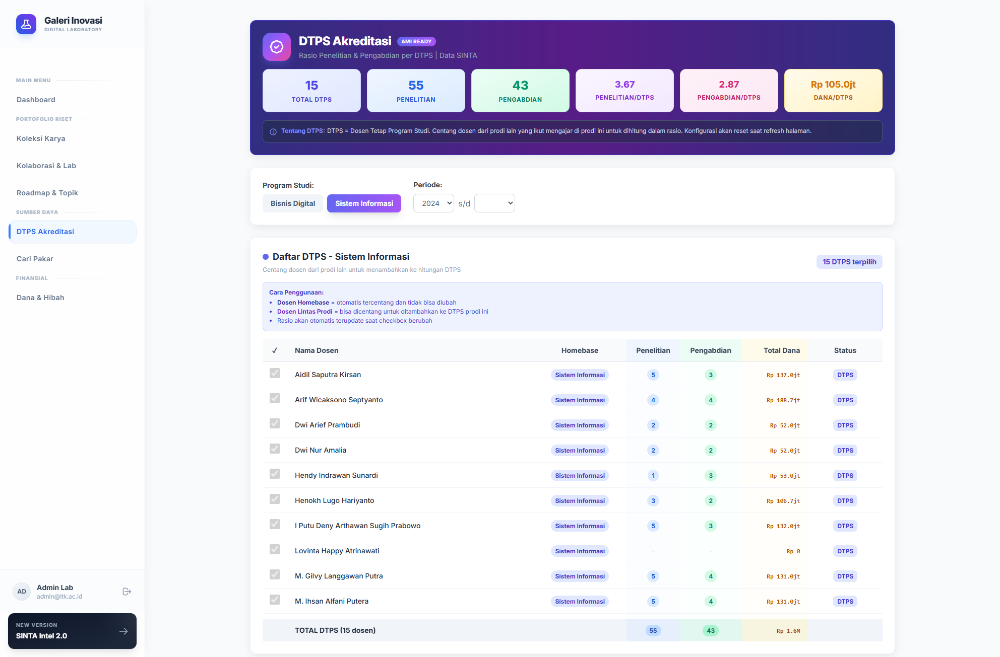 Galeri Inovasi
DIGITAL LABORATORY
MAIN MENU
Dashboard
PORTOFOLIO RISET
Koleksi Karya
Kolaborasi & Lab
Roadmap & Topik
SUMBER DAYA
DTPS Akreditasi
Cari Pakar
FINANSIAL
Dana & Hibah
AD
Admin Lab
admin@itk.ac.id
NEW VERSION
SINTA Intel 2.0
DTPS Akreditasi AMI READY
Rasio Penelitian & Pengabdian per DTPS | Data SINTA
15 55 43 3.67 2.87 Rp 105.0jt
TOTAL DTPS PENELITIAN PENGABDIAN PENELITIAN/DTPS PENGABDIAN/DTPS DANA/DTPS
Tentang DTPS: DTPS = Dosen Tetap Program Studi. Centang dosen dari prodi lain yang ikut mengajar di prodi ini untuk dihitung dalam rasio. Konfigurasi akan reset saat refresh halaman.
Program Studi: Periode:
Bisnis Digital Sistem Informasi 2024 s/d
Daftar DTPS - Sistem Informasi
Centang dosen dari prodi lain untuk menambahkan ke hitungan DTPS
15 DTPS terpilih
Cara Penggunaan:
• Dosen Homebase = otomatis tercentang dan tidak bisa diubah
• Dosen Lintas Prodi = bisa dicentang untuk ditambahkan ke DTPS prodi ini
• Rasio akan otomatis terupdate saat checkbox berubah
✓ Nama Dosen Homebase Penelitian Pengabdian Total Dana Status
Aidil Saputra Kirsan Sistem Informasi 5 3 Rp 137.0jt DTPS
Arif Wicaksono Septyanto Sistem Informasi 4 4 Rp 188.7jt DTPS
Dwi Arief Prambudi Sistem Informasi 2 2 Rp 52.0jt DTPS
Dwi Nur Amalia Sistem Informasi 2 2 Rp 52.0jt DTPS
Hendy Indrawan Sunardi Sistem Informasi 1 3 Rp 53.0jt DTPS
Henokh Lugo Hariyanto Sistem Informasi 3 2 Rp 106.7jt DTPS
I Putu Deny Arthawan Sugih Prabowo Sistem Informasi 5 3 Rp 132.0jt DTPS
Lovinta Happy Atrinawati Sistem Informasi - - Rp 0 DTPS
M. Gilvy Langgawan Putra Sistem Informasi 5 4 Rp 131.0jt DTPS
M. Ihsan Alfani Putera Sistem Informasi 5 4 Rp 131.0jt DTPS
TOTAL DTPS (15 dosen) 55 43 Rp 1.6M